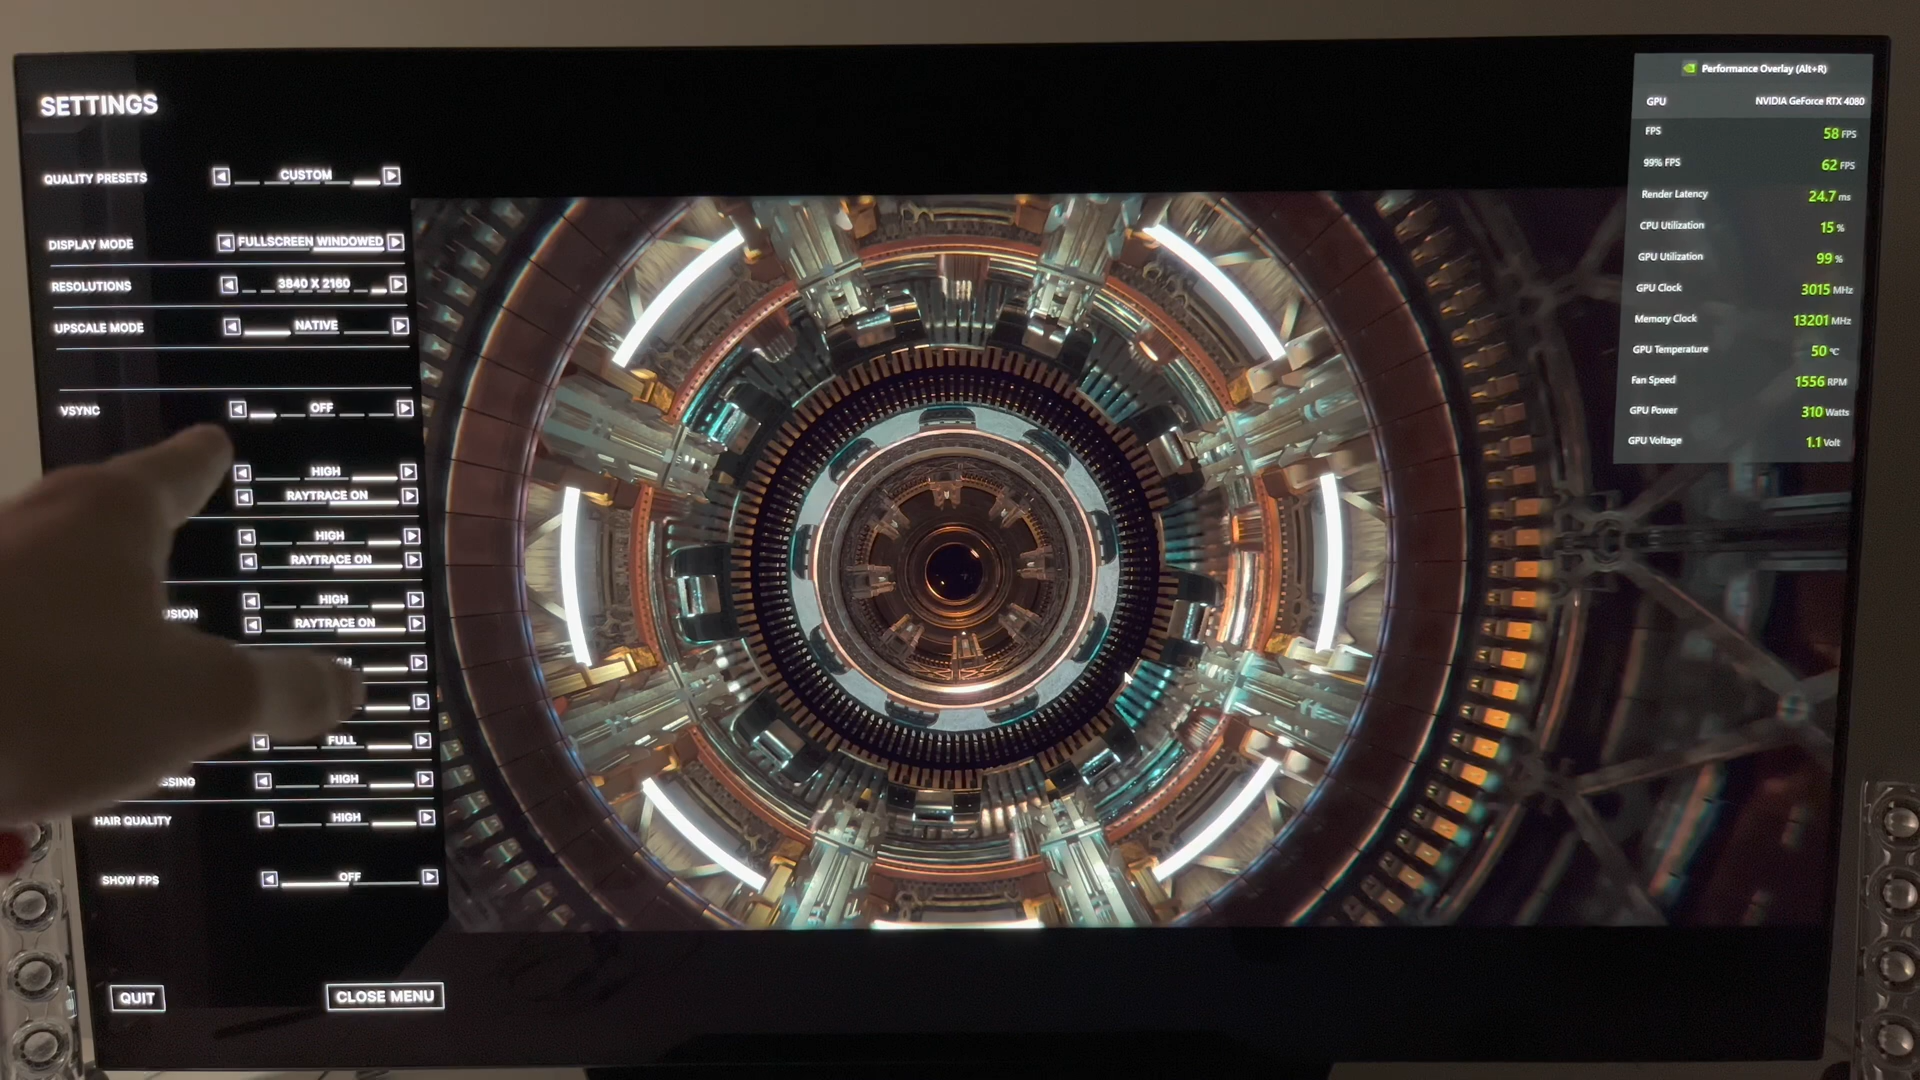 SETTINGS
QUALITY PRESETS CUSTOM
DISPLAY MODE FULLSCREEN WINDOWED
RESOLUTIONS 3840 X 2160
UPSCALE MODE NATIVE
VSYNC OFF
HIGH
RAYTRACE ON
HIGH
RAYTRACE ON
HIGH
RAYTRACE ON
FULL
HIGH
HAIR QUALITY HIGH
SHOW FPS OFF
QUIT CLOSE MENU
Performance Overlay (Alt+R)
GPU NVIDIA GeForce RTX 4080
FPS 58 FPS
99% FPS 62 FPS
Render Latency 24.7 ms
CPU Utilization 15 %
GPU Utilization 99 %
GPU Clock 3015 MHz
Memory Clock 13201 MHz
GPU Temperature 50 °C
Fan Speed 1556 RPM
GPU Power 310 Watts
GPU Voltage 1.1 Volt